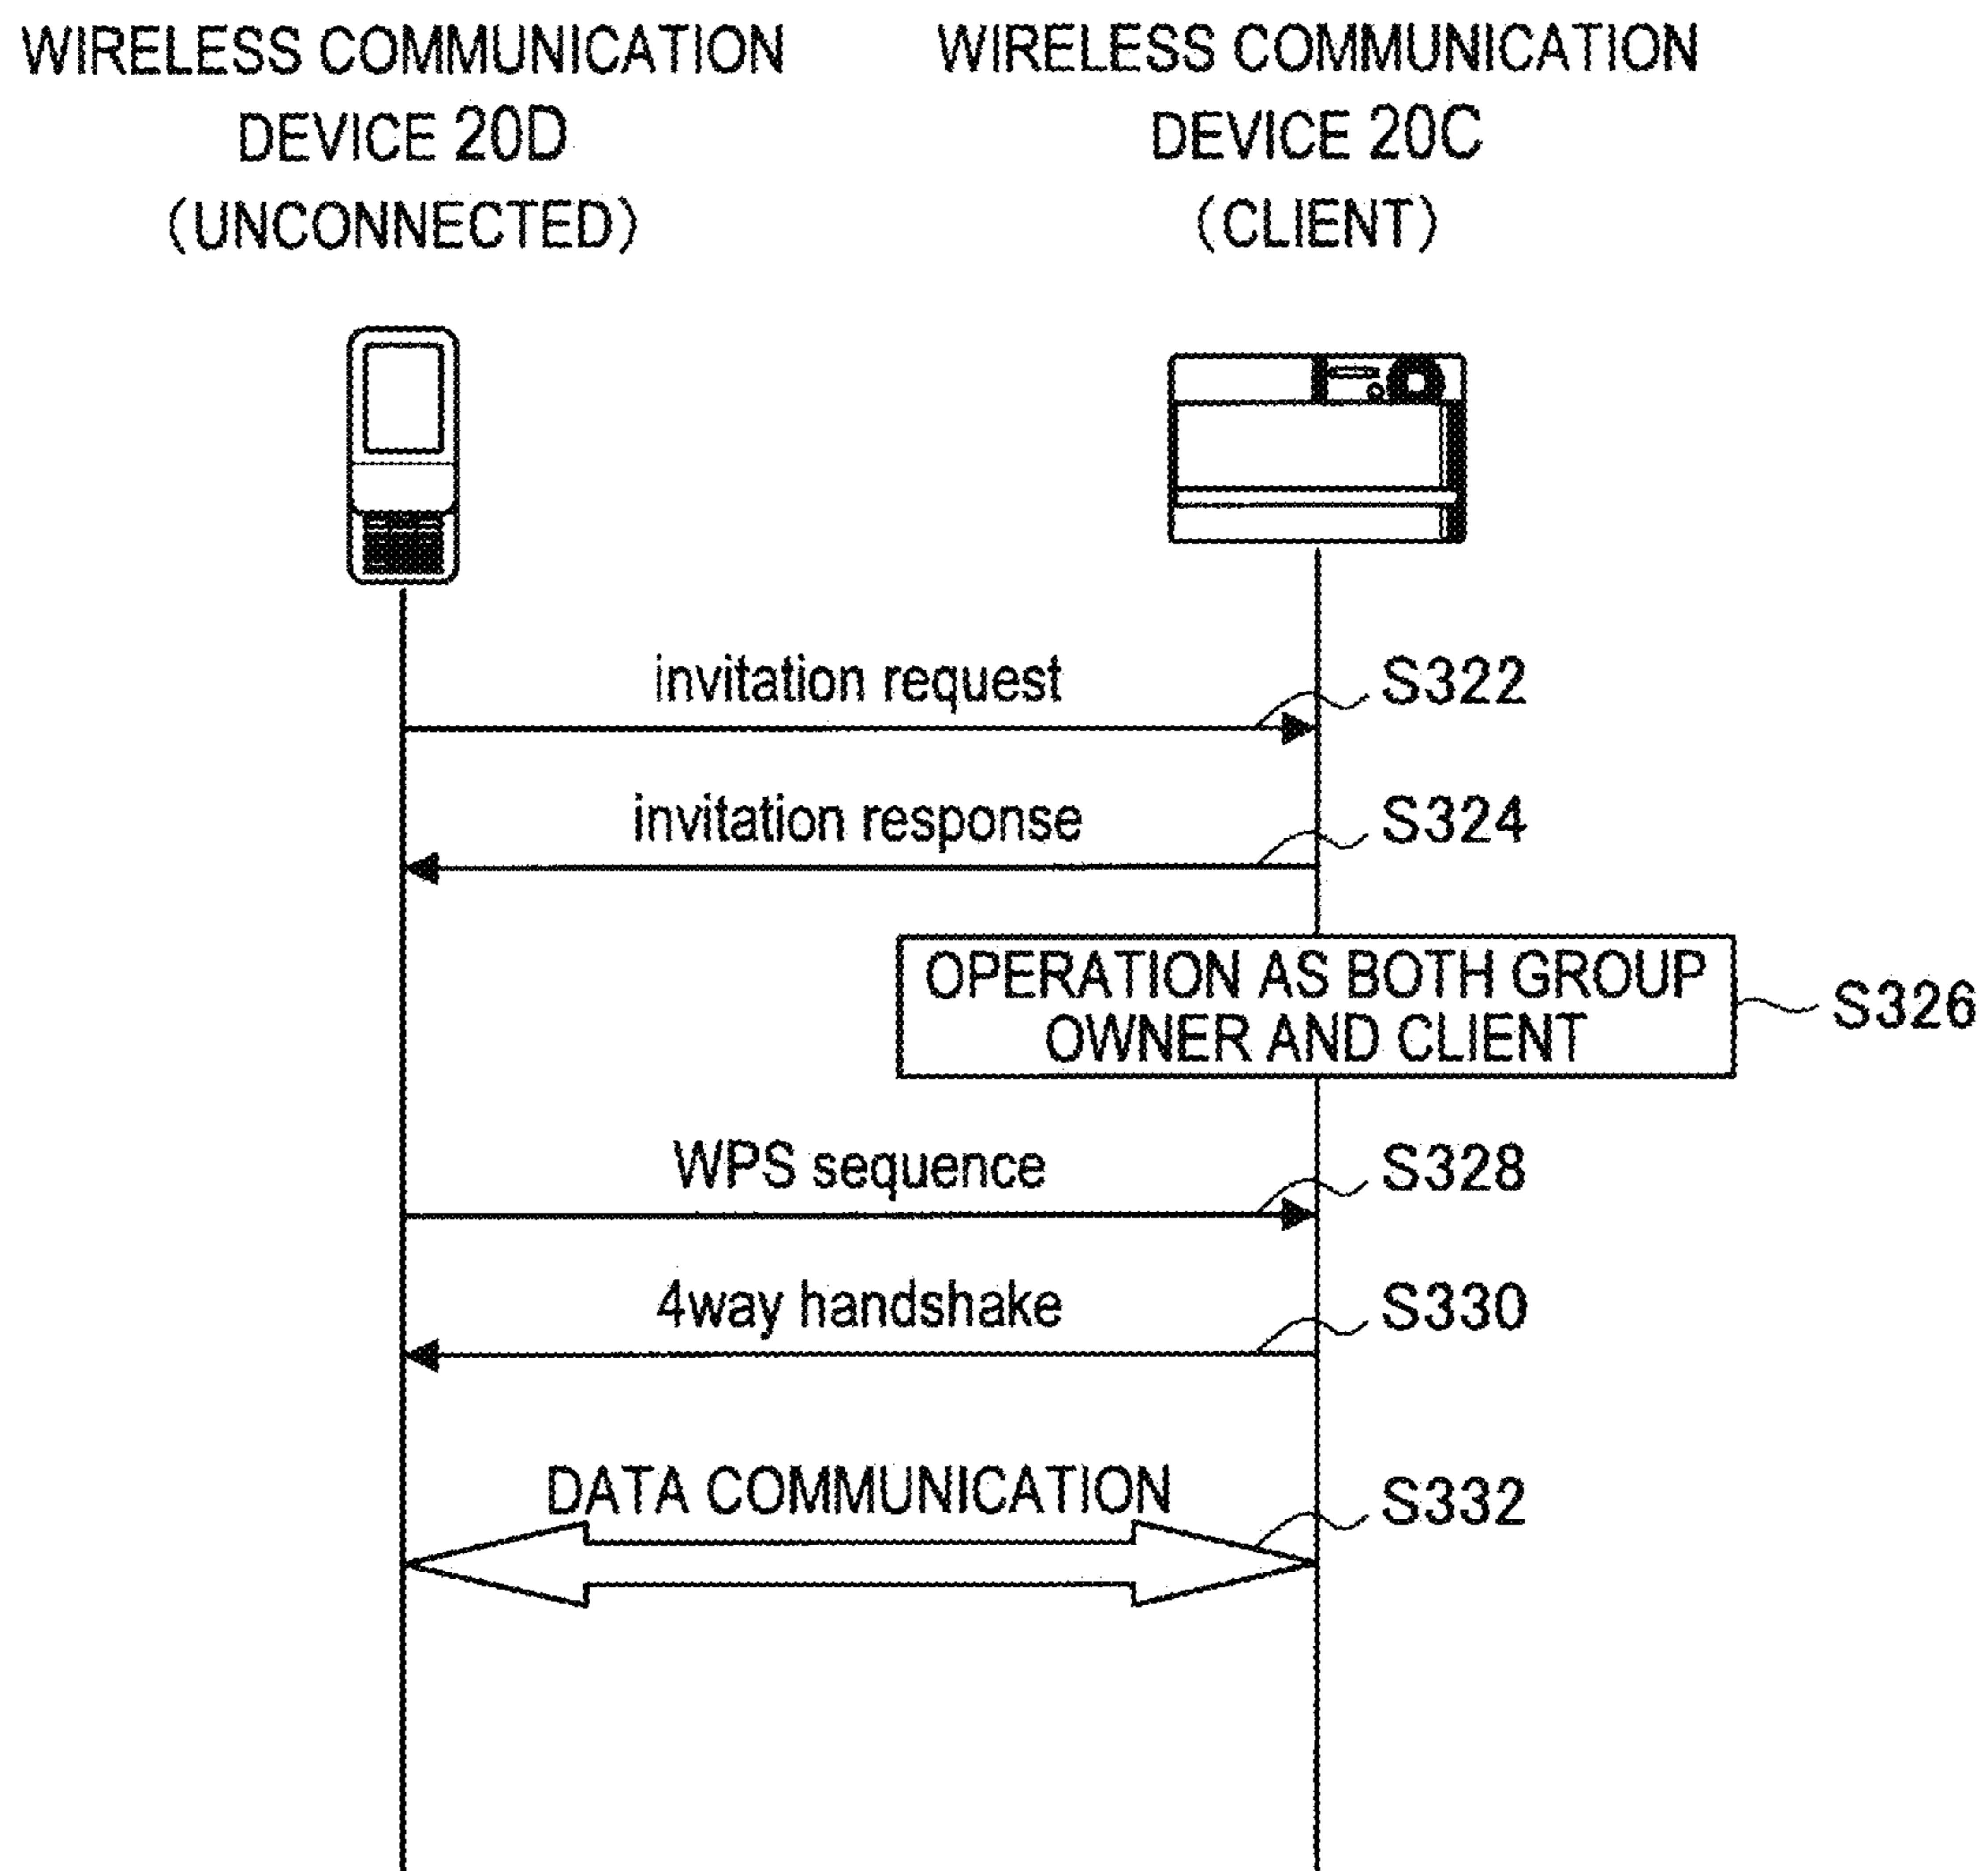 WIRELESS COMMUNICATION
DEVICE 20D
(UNCONNECTED)
WIRELESS COMMUNICATION
DEVICE 20C
(CLIENT)
invitation request
S322
invitation response
S324
OPERATION AS BOTH GROUP
OWNER AND CLIENT
S326
WPS sequence
S328
4way handshake
S330
DATA COMMUNICATION
S332